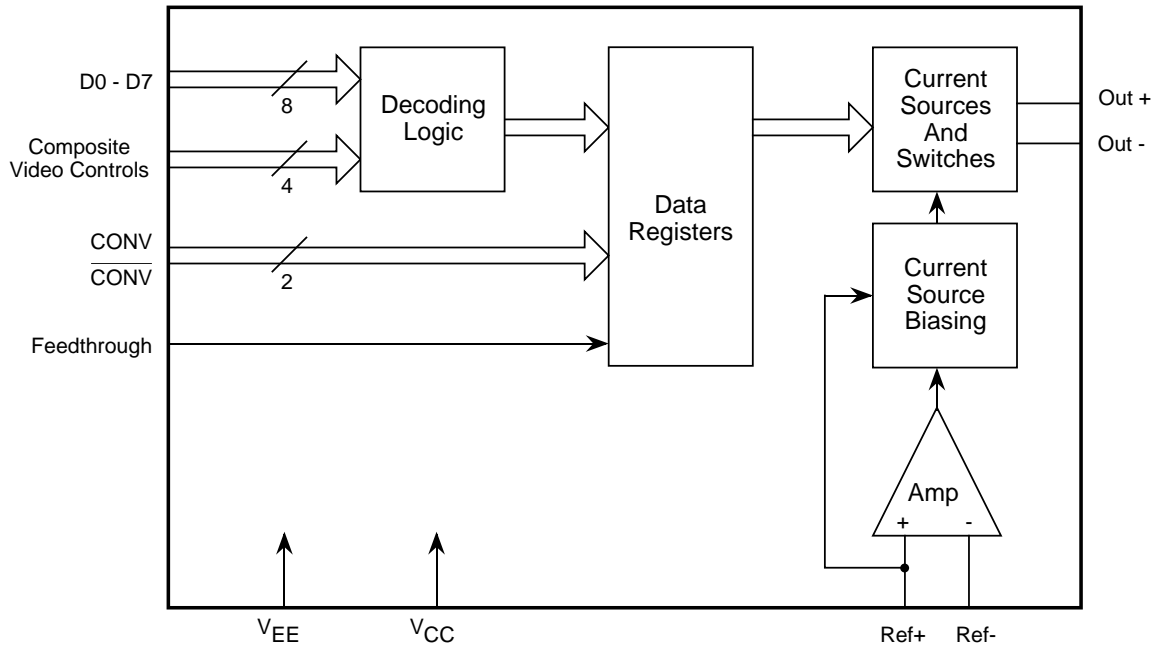 D0 - D7
8
Composite
Video Controls
4
CONV
CONV
2
Feedthrough
Decoding
Logic
Data
Registers
Current
Sources
And
Switches
Out +
Out -
Current
Source
Biasing
Amp
+ -
VEE
VCC
Ref+
Ref-